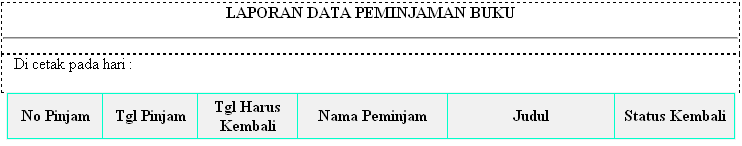 LAPORAN DATA PEMINJAMAN BUKU
Di cetak pada hari :
No Pinjam Tgl Pinjam Tgl Harus Kembali Nama Peminjam Judul Status Kembali